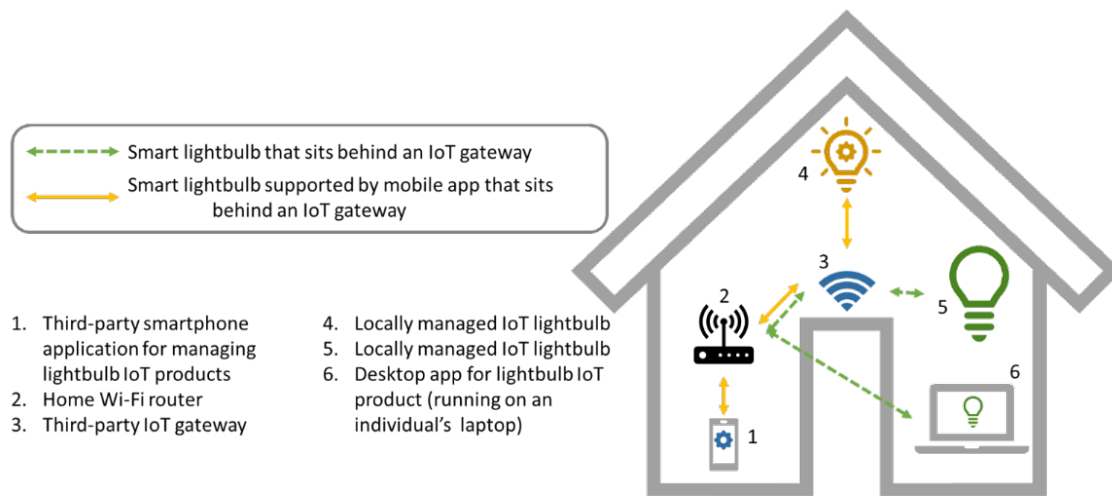 Smart lightbulb that sits behind an IoT gateway
Smart lightbulb supported by mobile app that sits
behind an IoT gateway
1. Third-party smartphone
application for managing
lightbulb IoT products
2. Home Wi-Fi router
3. Third-party IoT gateway
4. Locally managed IoT lightbulb
5. Locally managed IoT lightbulb
6. Desktop app for lightbulb IoT
product (running on an
individual's laptop)
4
3
2
5
6
1